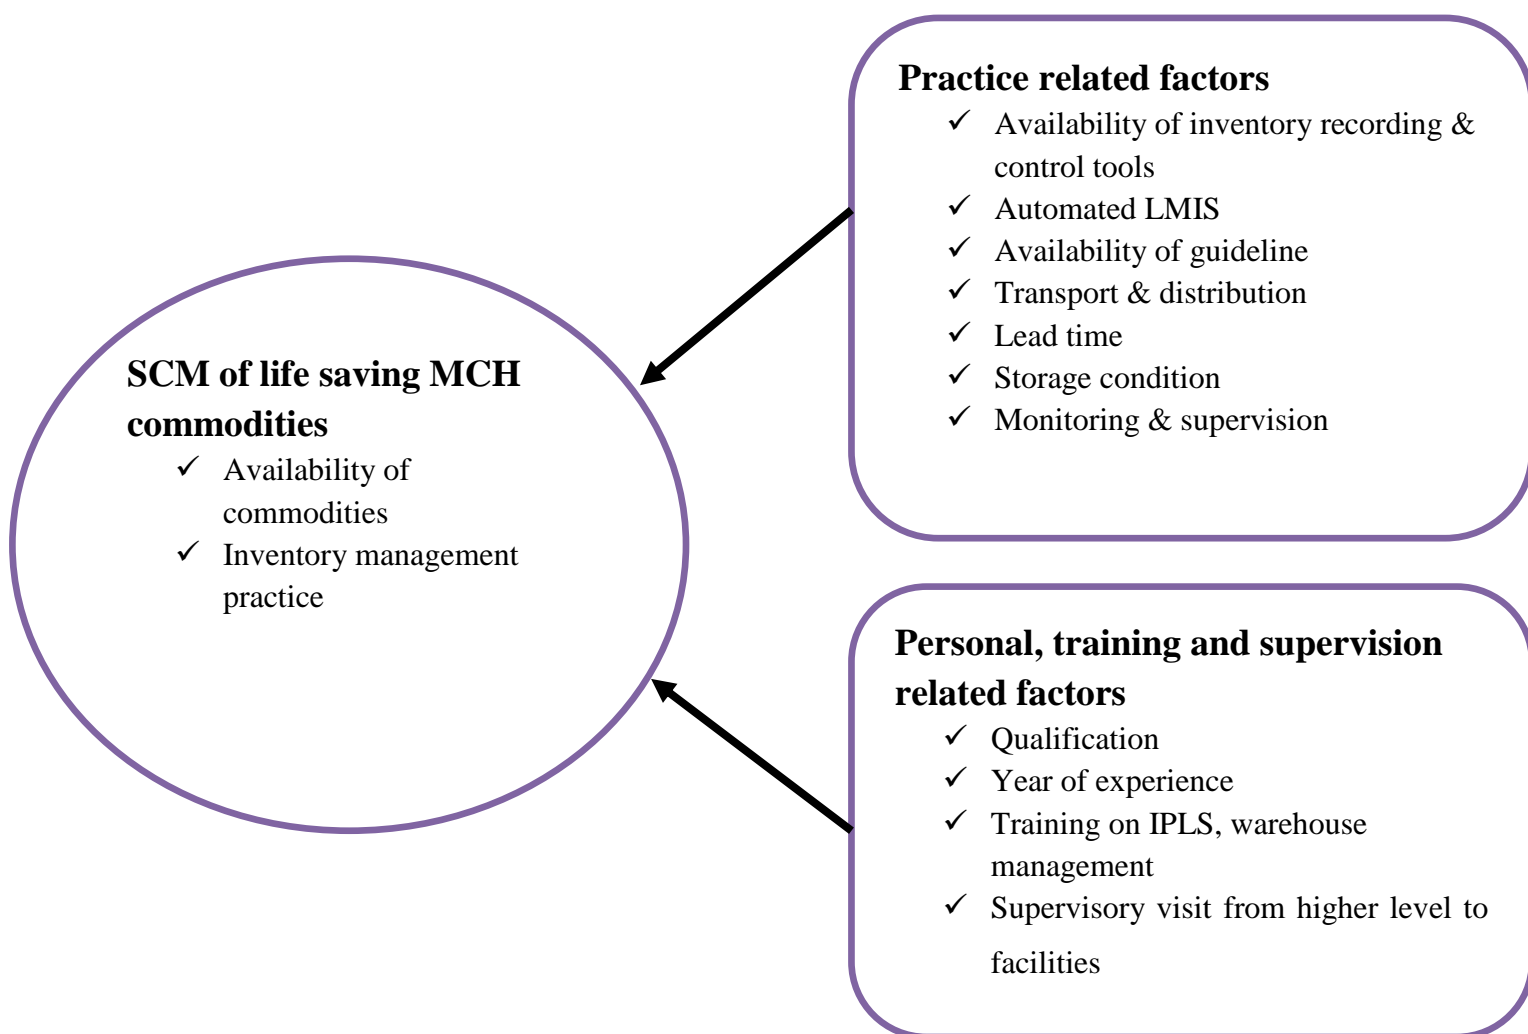 Practice related factors
✓ Availability of inventory recording &
control tools
✓ Automated LMIS
✓ Availability of guideline
✓ Transport & distribution
✓ Lead time
✓ Storage condition
✓ Monitoring & supervision
SCM of life saving MCH
commodities
✓ Availability of
commodities
✓ Inventory management
practice
Personal, training and supervision
related factors
✓ Qualification
✓ Year of experience
✓ Training on IPLS, warehouse
management
✓ Supervisory visit from higher level to
facilities